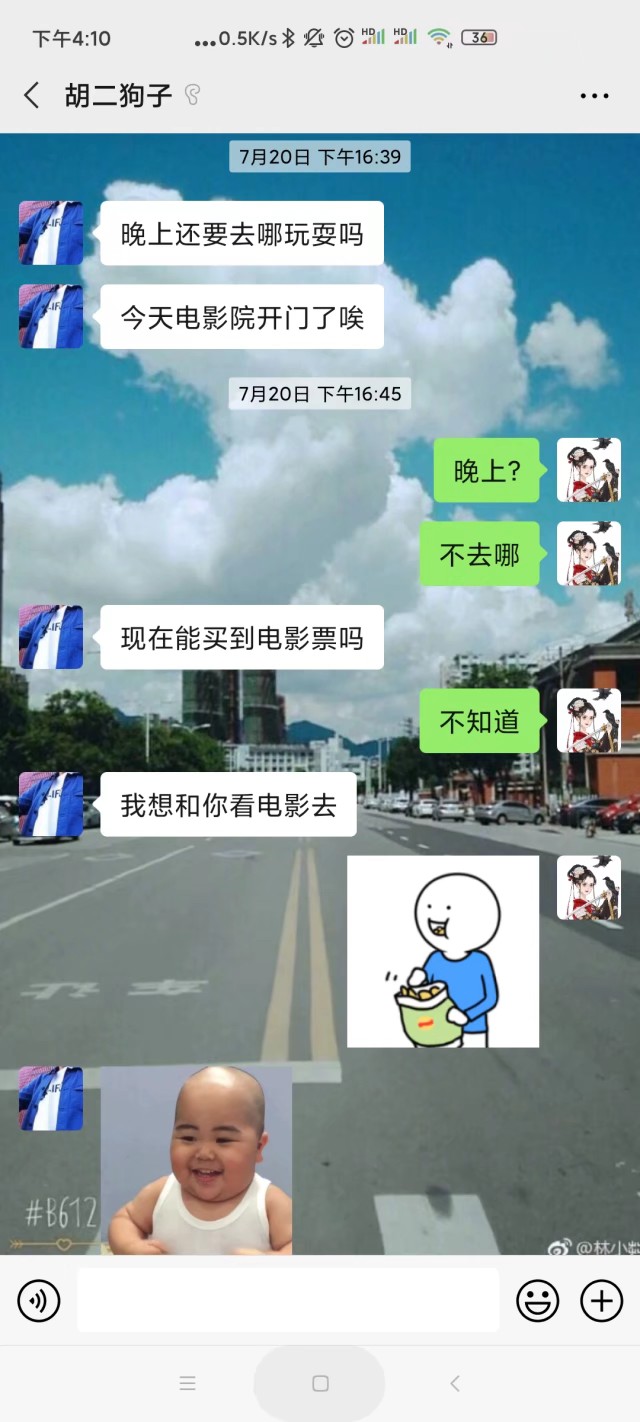 下午4:10
...0.5K/s
HD
HD
36
胡二狗子
7月20日 下午16:39
晚上还要去哪玩耍吗
今天电影院开门了唉
7月20日 下午16:45
晚上?
不去哪
现在能买到电影票吗
不知道
我想和你看电影去
#B612
@林小